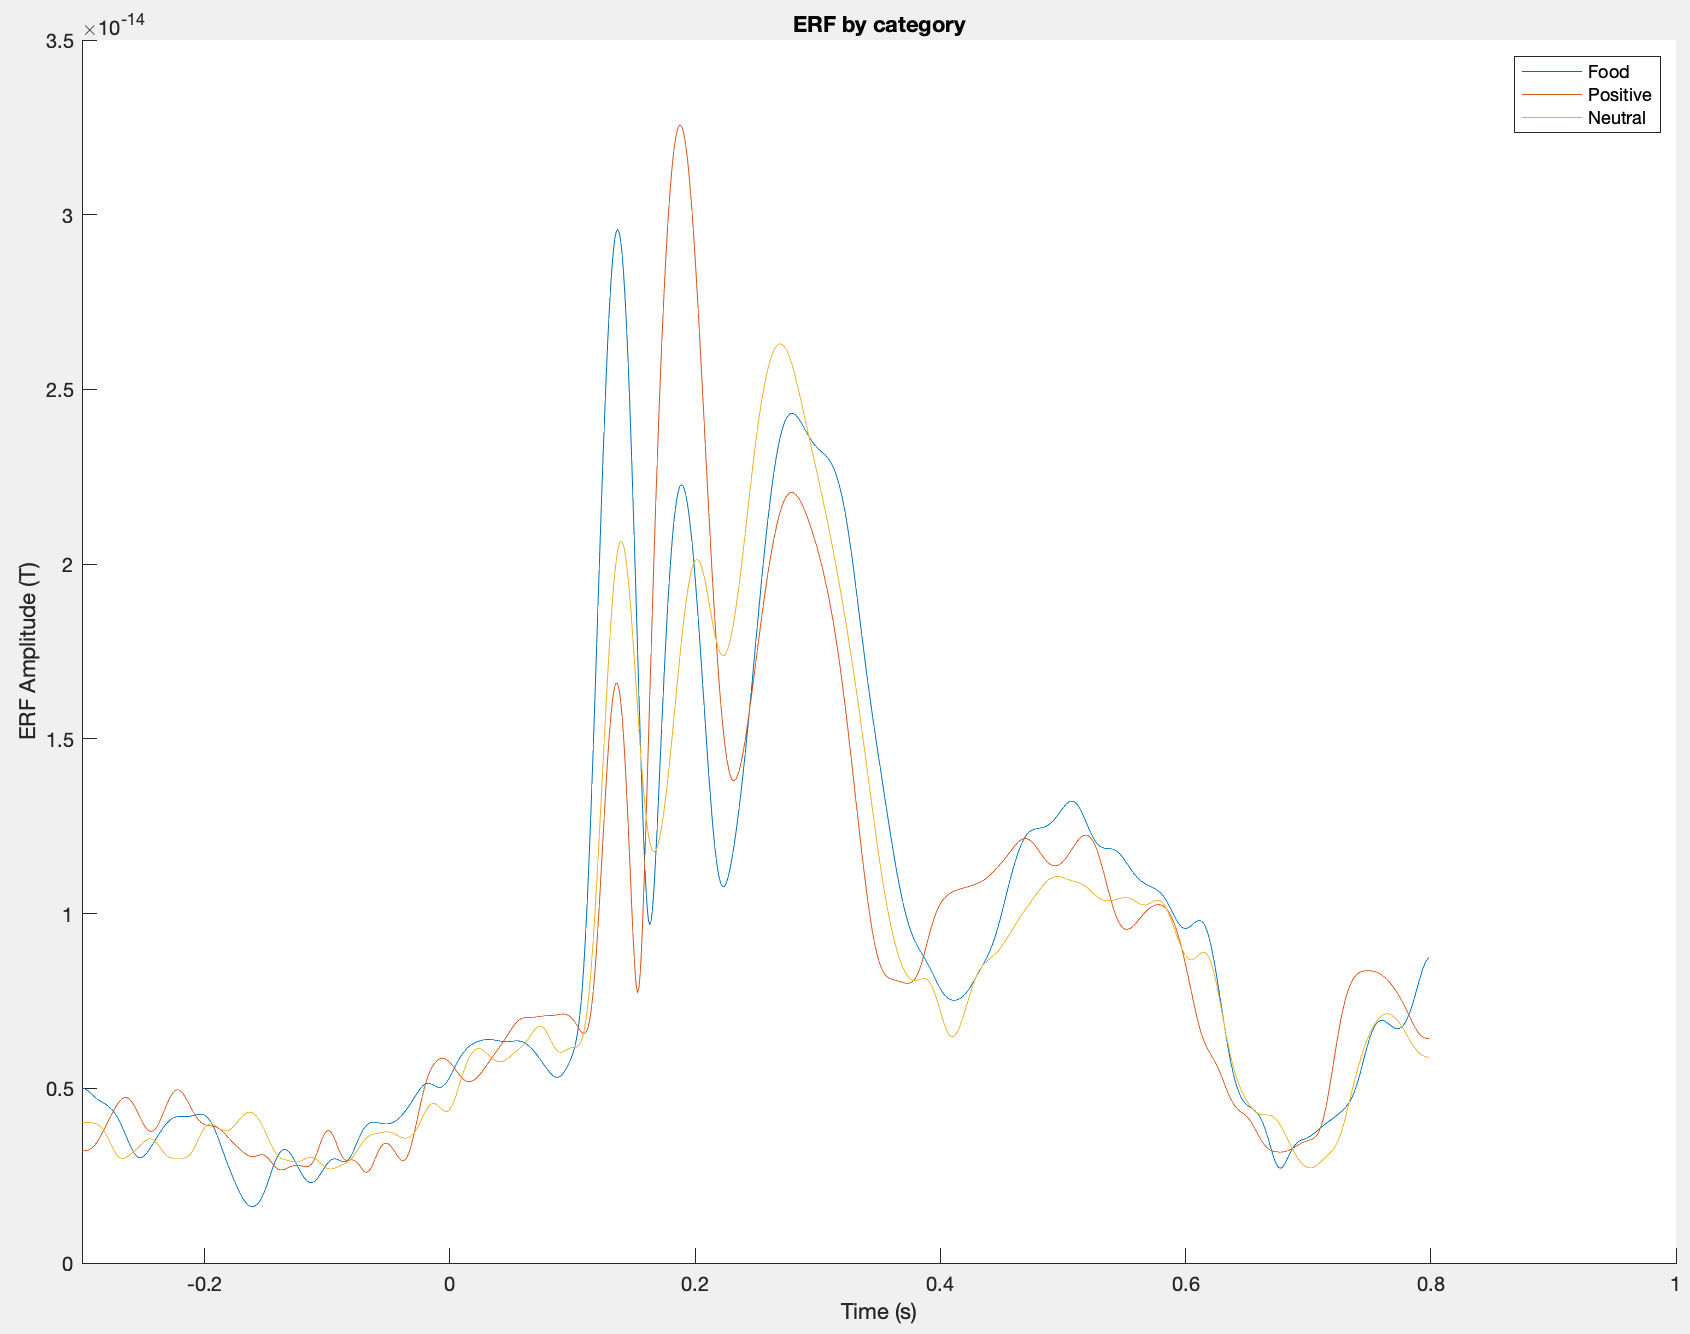 ERF by category
×10-14
3.5
3
2.5
2
1.5
1
0.5
0
ERF Amplitude (T)
-0.2 0 0.2 0.4 0.6 0.8 1
Time (s)
Food
Positive
Neutral